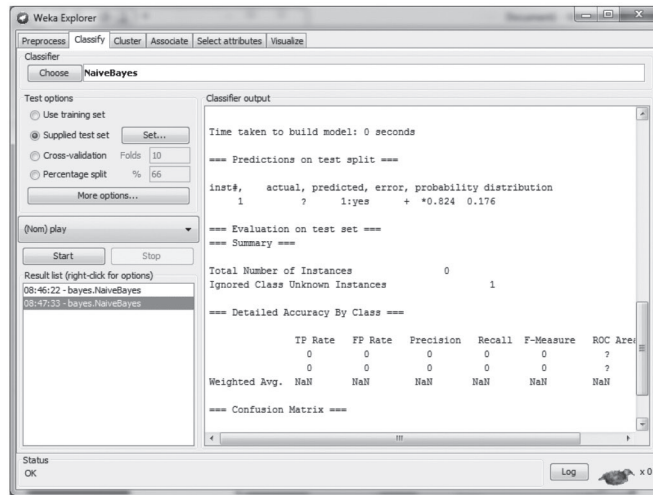 Weka Explorer
Preprocess Classify Cluster Associate Select attributes Visualize
Classifier
Choose NaiveBayes
Test options
Use training set
Supplied test set Set...
Cross-validation Folds 10
Percentage split % 66
More options...
(Nom) play
Start Stop
Result list (right-click for options)
08:46:22 - bayes.NaiveBayes
08:47:33 - bayes.NaiveBayes
Classifier output
Time taken to build model: 0 seconds
=== Predictions on test split ===
inst#, actual, predicted, error, probability distribution
1 ? 1:yes + *0.824 0.176
=== Evaluation on test set ===
=== Summary ===
Total Number of Instances 0
Ignored Class Unknown Instances 1
=== Detailed Accuracy By Class ===
TP Rate FP Rate Precision Recall F-Measure ROC Area
0 0 0 0 0 ?
0 0 0 0 0 ?
Weighted Avg. NaN NaN NaN NaN NaN NaN
=== Confusion Matrix ===
Status
OK
Log x 0